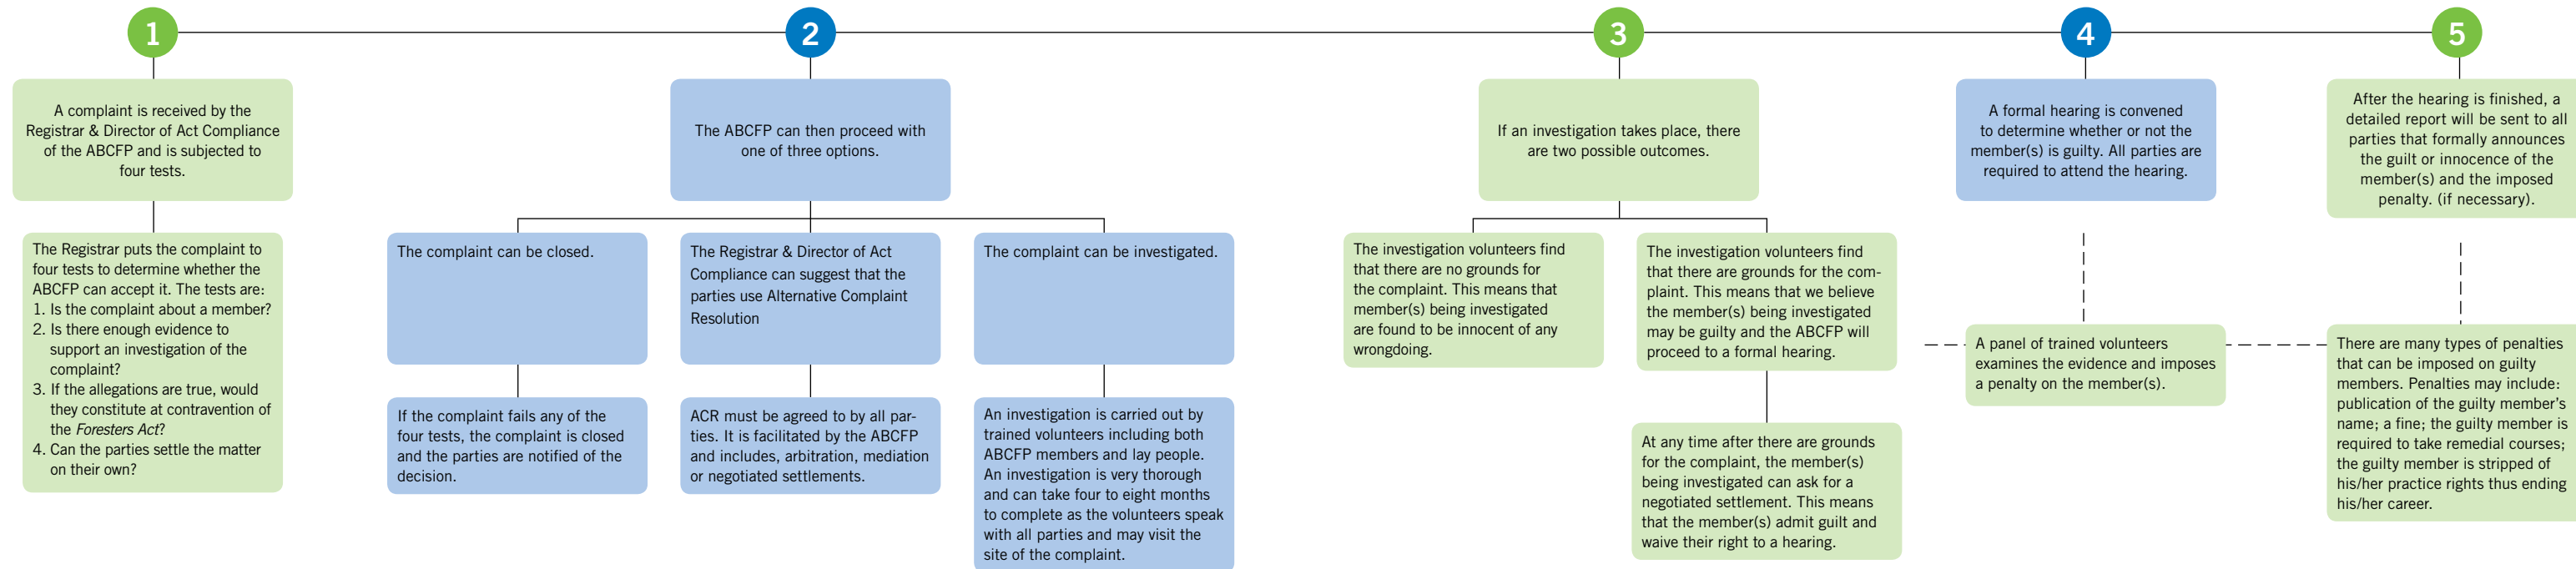 1
2
3
4
5
A complaint is received by the
Registrar & Director of Act Compliance
of the ABCFP and is subjected to
four tests.
The Registrar puts the complaint to
four tests to determine whether the
ABCFP can accept it. The tests are:
1. Is the complaint about a member?
2. Is there enough evidence to
support an investigation of the
complaint?
3. If the allegations are true, would
they constitute at contravention of
the Foresters Act?
4. Can the parties settle the matter
on their own?
The ABCFP can then proceed with
one of three options.
The complaint can be closed.
If the complaint fails any of the
four tests, the complaint is closed
and the parties are notified of the
decision.
The Registrar & Director of Act
Compliance can suggest that the
parties use Alternative Complaint
Resolution
ACR must be agreed to by all par-
ties. It is facilitated by the ABCFP
and includes, arbitration, mediation
or negotiated settlements.
The complaint can be investigated.
An investigation is carried out by
trained volunteers including both
ABCFP members and lay people.
An investigation is very thorough
and can take four to eight months
to complete as the volunteers speak
with all parties and may visit the
site of the complaint.
If an investigation takes place, there
are two possible outcomes.
The investigation volunteers find
that there are no grounds for
the complaint. This means that
member(s) being investigated
are found to be innocent of any
wrongdoing.
The investigation volunteers find
that there are grounds for the com-
plaint. This means that we believe
the member(s) being investigated
may be guilty and the ABCFP will
proceed to a formal hearing.
At any time after there are grounds
for the complaint, the member(s)
being investigated can ask for a
negotiated settlement. This means
that the member(s) admit guilt and
waive their right to a hearing.
A formal hearing is convened
to determine whether or not the
member(s) is guilty. All parties are
required to attend the hearing.
A panel of trained volunteers
examines the evidence and imposes
a penalty on the member(s).
After the hearing is finished, a
detailed report will be sent to all
parties that formally announces
the guilt or innocence of the
member(s) and the imposed
penalty. (if necessary).
There are many types of penalties
that can be imposed on guilty
members. Penalties may include:
publication of the guilty member's
name; a fine; the guilty member is
required to take remedial courses;
the guilty member is stripped of
his/her practice rights thus ending
his/her career.